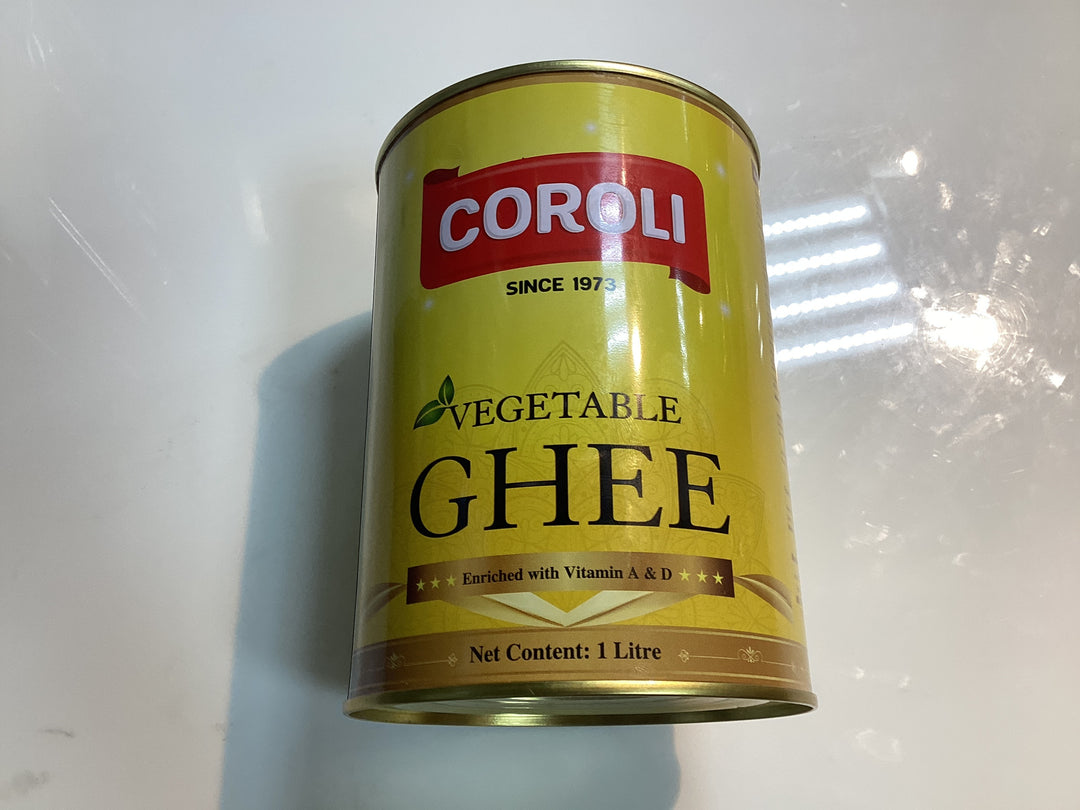 COROLI
SINCE 1973
VEGETABLE
GHEE
Enriched with Vitamin A & D
Net Content: 1 Litre